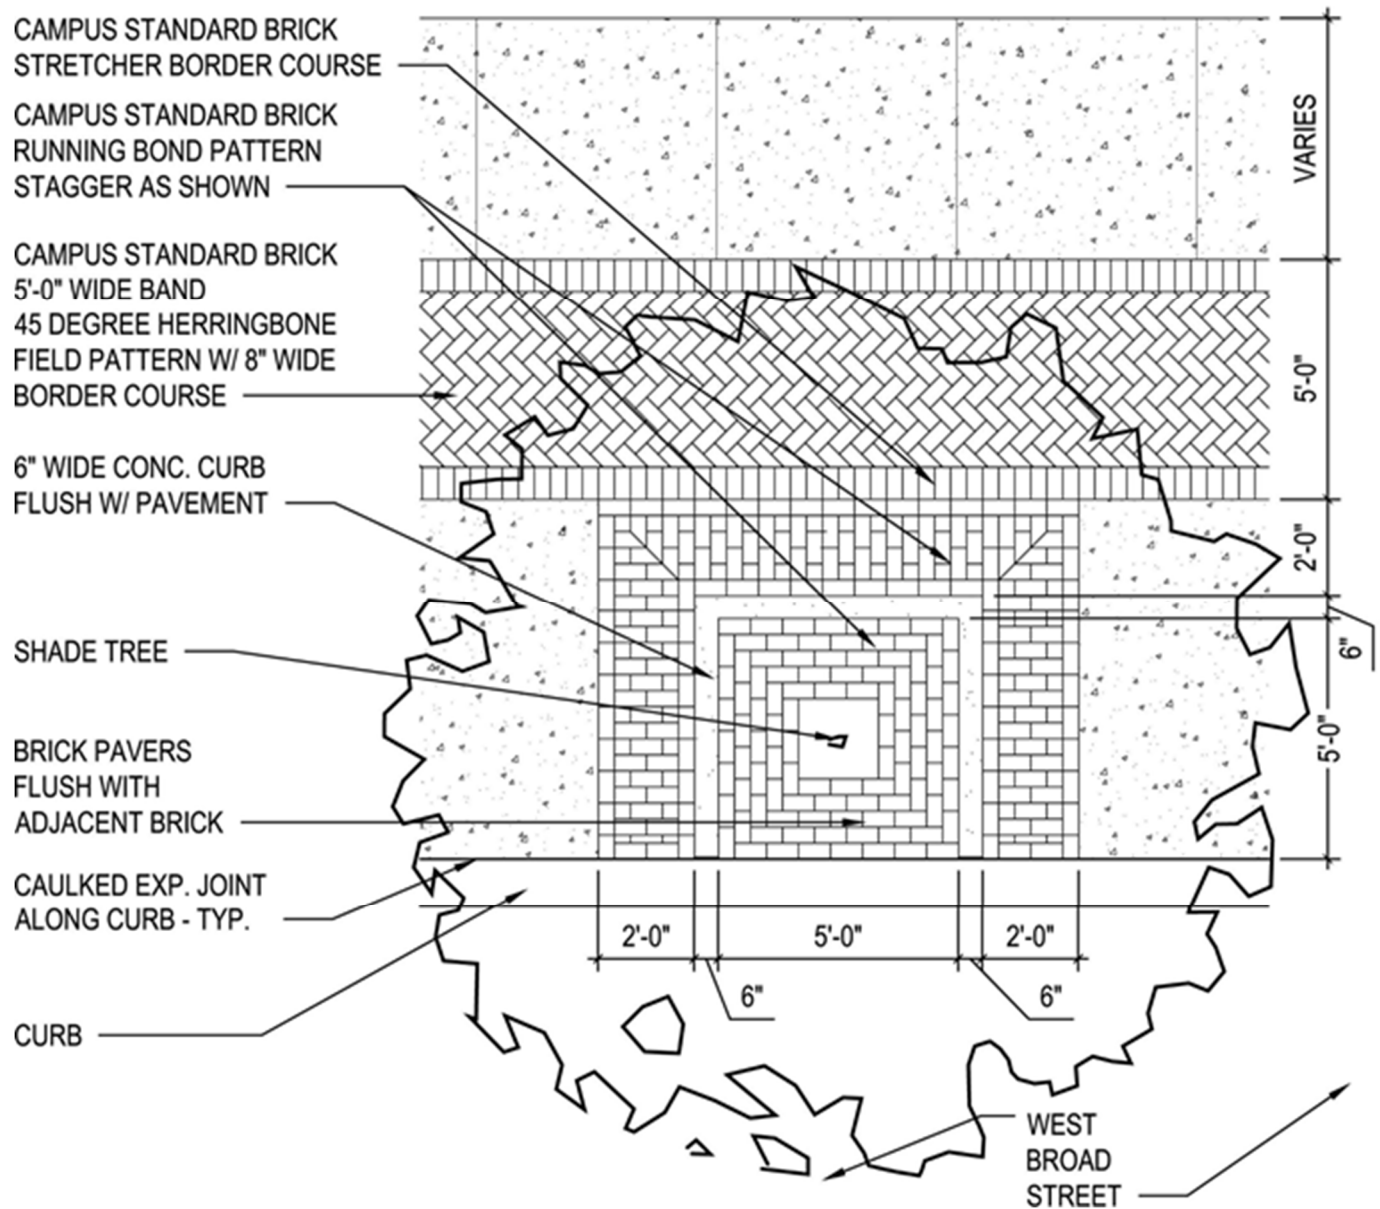 CAMPUS STANDARD BRICK
STRETCHER BORDER COURSE
CAMPUS STANDARD BRICK
RUNNING BOND PATTERN
STAGGER AS SHOWN
CAMPUS STANDARD BRICK
5'-0" WIDE BAND
45 DEGREE HERRINGBONE
FIELD PATTERN W/ 8" WIDE
BORDER COURSE
6" WIDE CONC. CURB
FLUSH W/ PAVEMENT
SHADE TREE
BRICK PAVERS
FLUSH WITH
ADJACENT BRICK
CAULKED EXP. JOINT
ALONG CURB - TYP.
CURB
VARIES
5'-0"
2'-0"
6"
5'-0"
2'-0"
5'-0"
2'-0"
6"
6"
WEST
BROAD
STREET